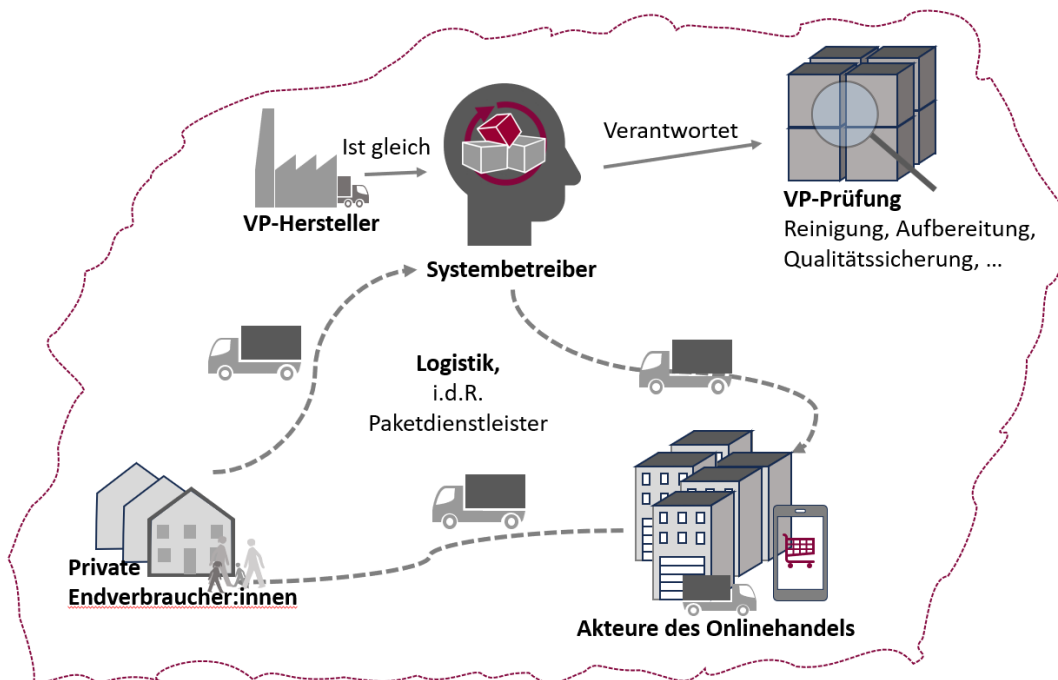 Ist gleich
Verantwortet
VP-Hersteller
Systembetreiber
VP-Prüfung
Reinigung, Aufbereitung,
Qualitätssicherung, ...
Logistik,
i.d.R.
Paketdienstleister
Private
Endverbraucher:innen
Akteure des Onlinehandels